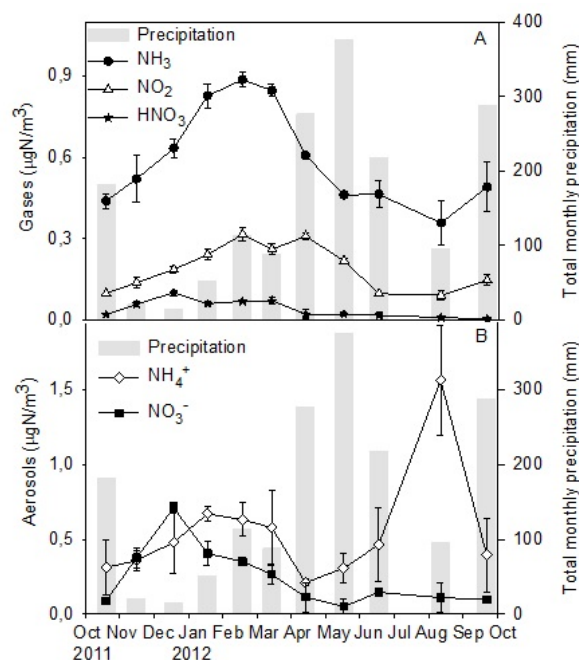 A
Precipitation
NH₃
NO₂
HNO₃
Gases (µgN/m³)
0,9
0,6
0,3
0,0
Total monthly precipitation (mm)
400
300
200
100
0
B
Precipitation
NH₄⁺
NO₃⁻
Aerosols (µgN/m³)
1,5
1,0
0,5
0,0
Total monthly precipitation (mm)
300
200
100
0
Oct Nov Dec Jan Feb Mar Apr May Jun Jul Aug Sep Oct
2011 2012